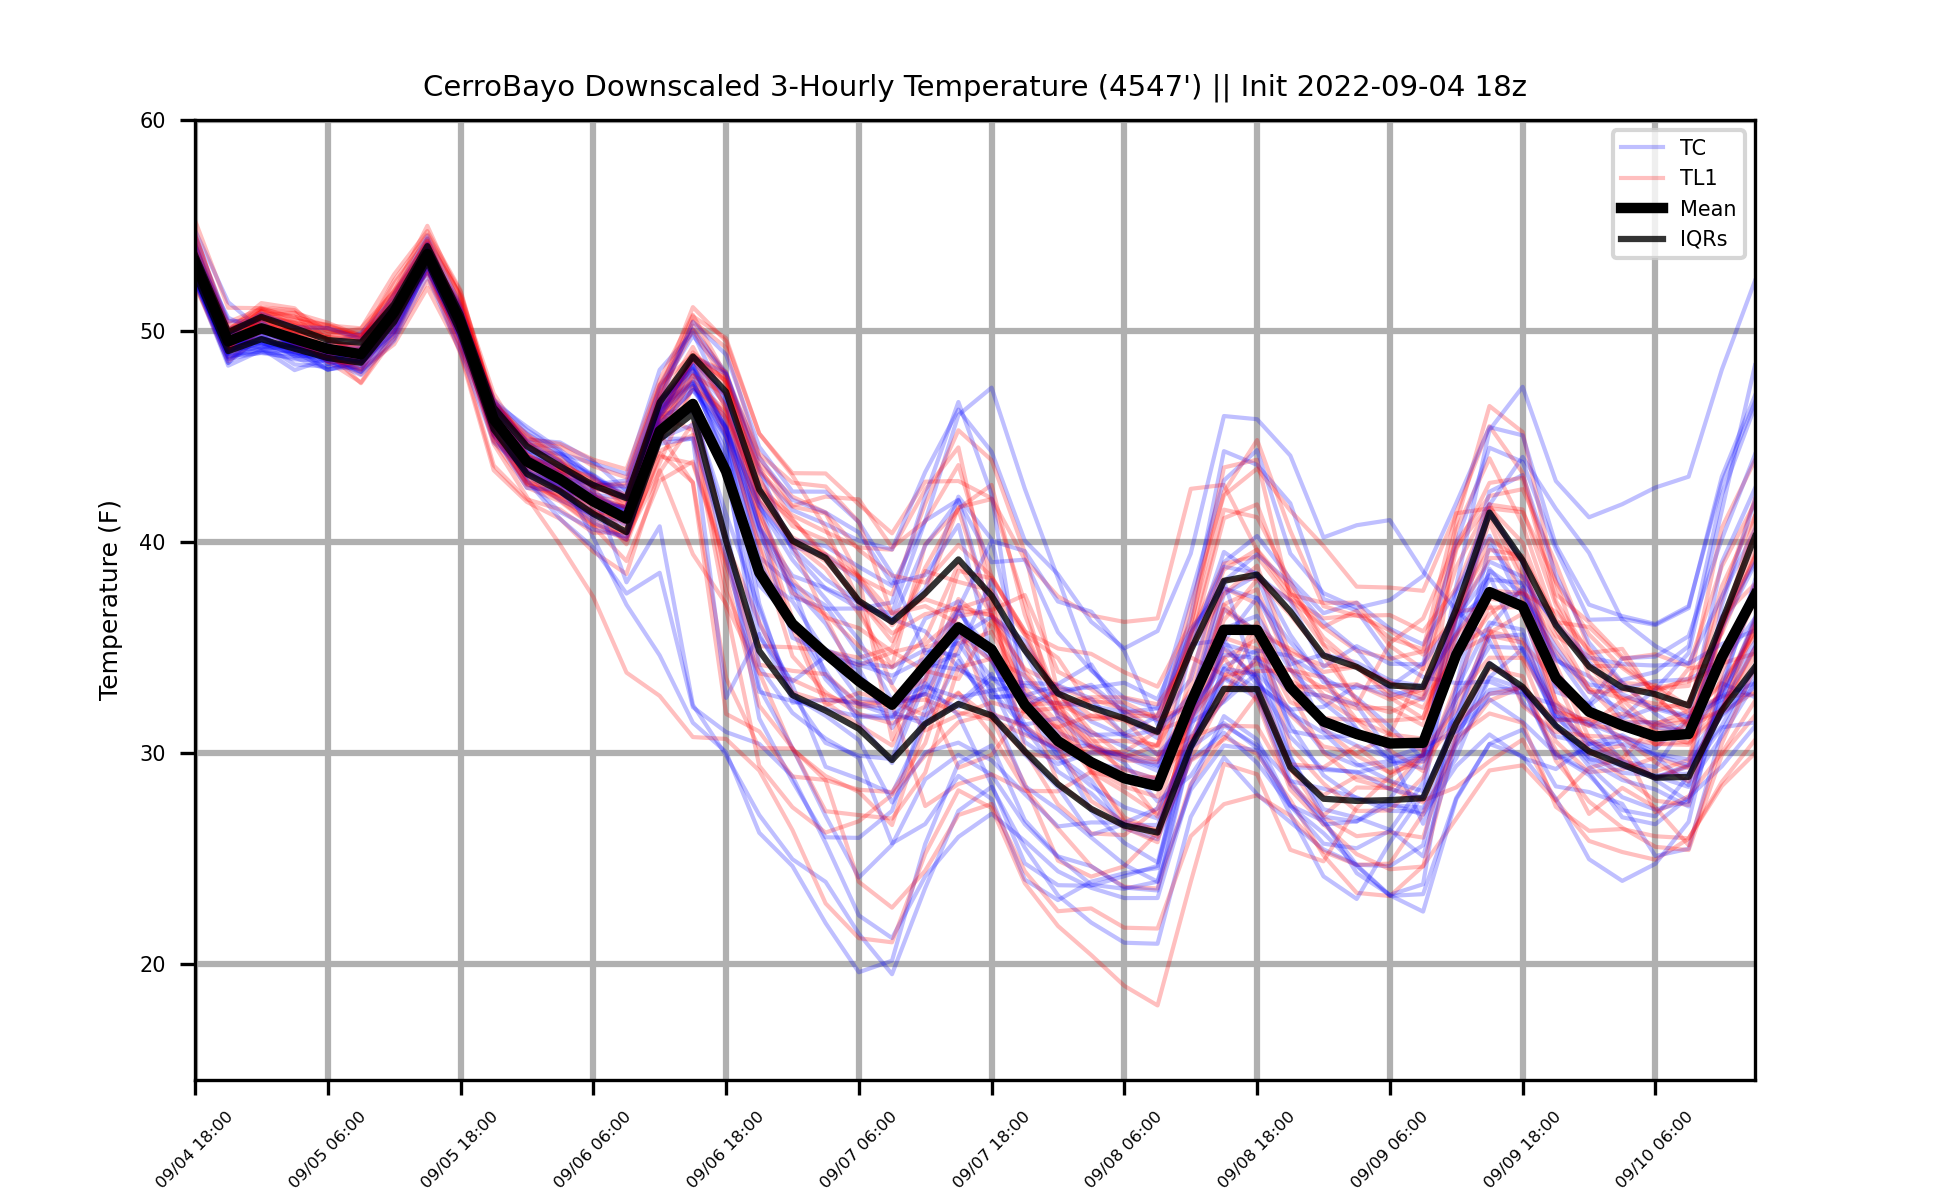 CerroBayo Downscaled 3-Hourly Temperature (4547') || Init 2022-09-04 18z
Temperature (F)
60
50
40
30
20
TC
TL1
Mean
IQRs
09/04 18:00
09/05 06:00
09/05 18:00
09/06 06:00
09/06 18:00
09/07 06:00
09/07 18:00
09/08 06:00
09/08 18:00
09/09 06:00
09/09 18:00
09/10 06:00